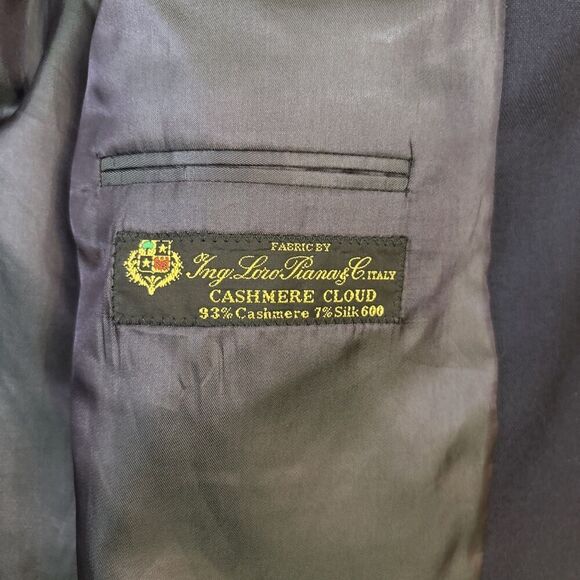 FABRIC BY
Ing. Loro Piana & C. ITALY
CASHMERE CLOUD
93% Cashmere 7% Silk 600